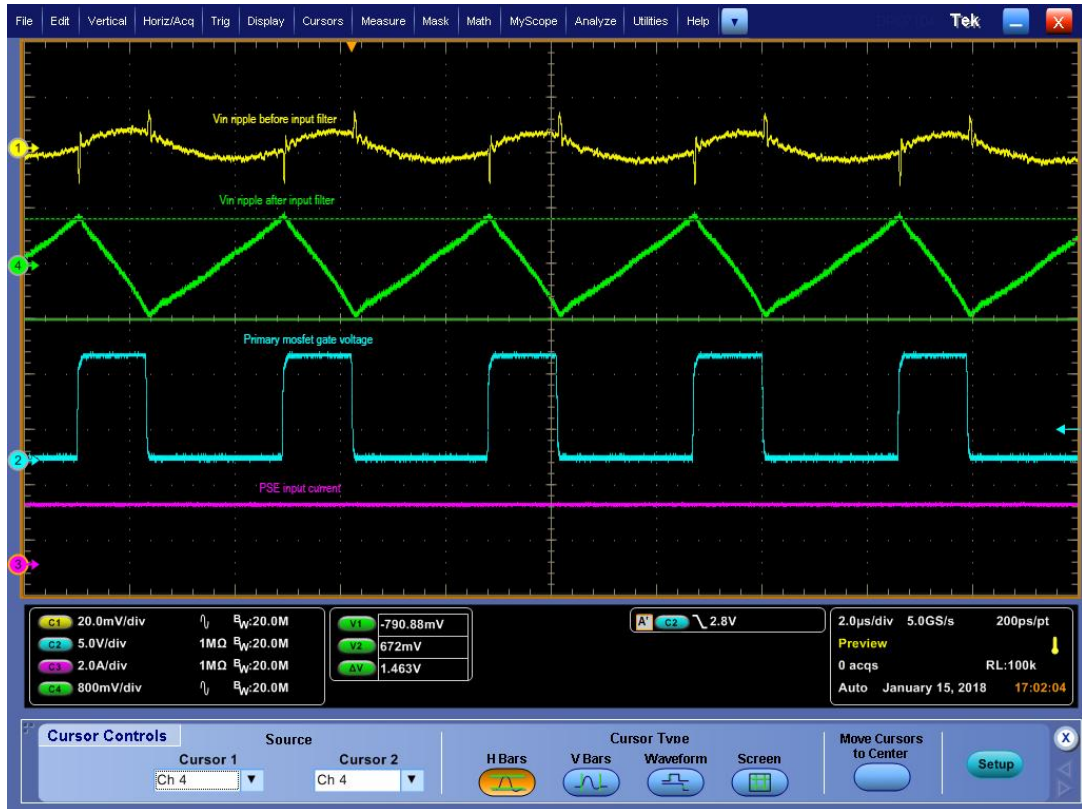 File Edit Vertical Horiz/Acq Trig Display Cursors Measure Mask Math MyScope Analyze Utilities Help Tek X
Vin ripple before input filter
1
Vin ripple after input filter
4
Primary mosfet gate voltage
2
PSE input current
3
C1 20.0mV/div BW:20.0M
C2 5.0V/div 1MΩ BW:20.0M
C3 2.0A/div 1MΩ BW:20.0M
C4 800mV/div BW:20.0M
V1 -790.88mV
V2 672mV
ΔV 1.463V
A' C2 2.8V
2.0µs/div 5.0GS/s 200ps/pt
Preview
0 acqs RL:100k
Auto January 15, 2018 17:02:04
Cursor Controls
Source
Cursor 1 Cursor 2
Ch 4 Ch 4
Cursor Type
H Bars V Bars Waveform Screen
Move Cursors
to Center
Setup
X